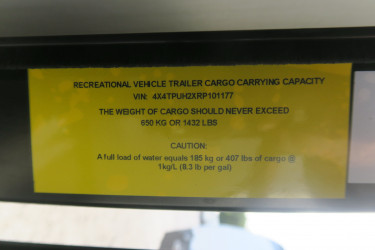 RECREATIONAL VEHICLE TRAILER CARGO CARRYING CAPACITY
VIN: 4X4TPUH2XRP101177
THE WEIGHT OF CARGO SHOULD NEVER EXCEED
650 KG OR 1432 LBS
CAUTION:
A full load of water equals 185 kg or 407 lbs of cargo @
1kg/L (8.3 lb per gal)